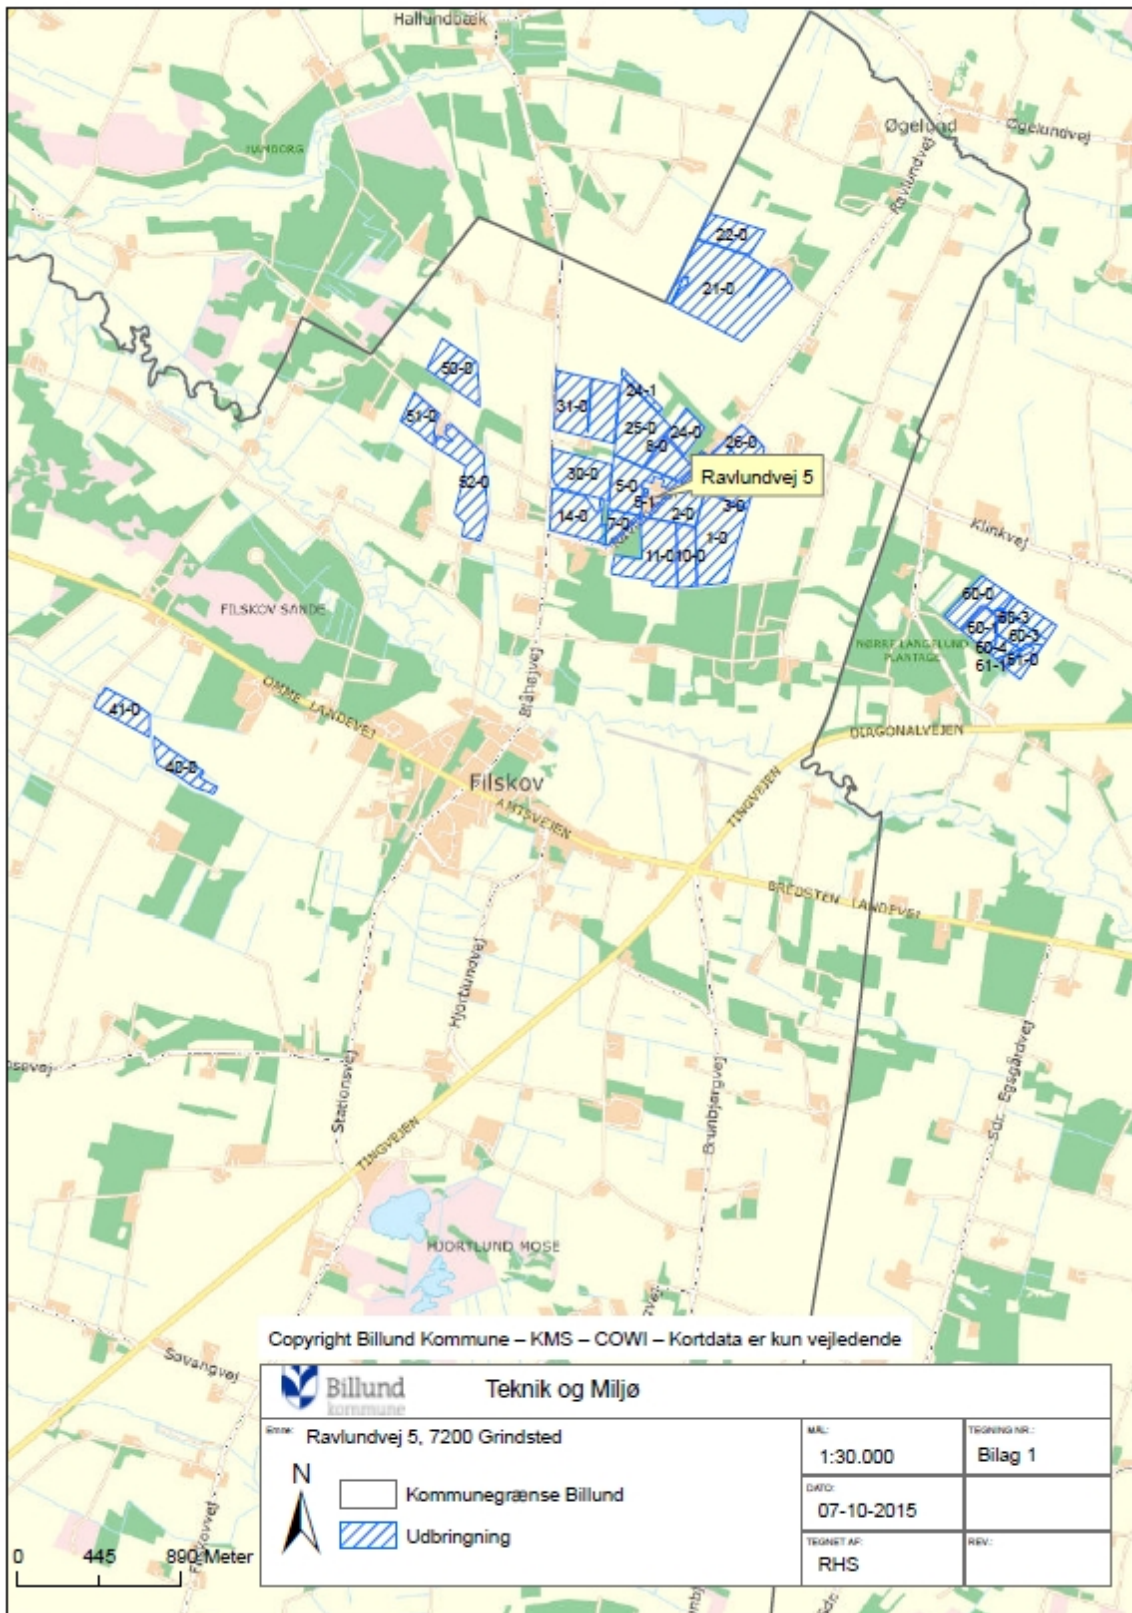 Hallundbæk
Øgelund
Øgelundvej
HAMBORG
Ravlundvej
22-0
21-0
50-0
31-0
24-1
51-0
25-0
24-0
26-0
8-0
52-0
30-0
5-0
Ravlundvej 5
5-1
3-0
14-0
7-0
2-0
1-0
11-0
10-0
Klinkvej
FILSKOV SANDE
60-0
60-1
60-3
60-4
61-0
61-1
NØRRE LANGELUND
PLANTAGE
Blåhøjvej
OMME LANDEVEJ
41-0
40-0
DIAGONALVEJEN
Filskov
AMTSVEJEN
TINGVEJEN
BREDSTEN LANDEVEJ
Hjortlundvej
Stationsvej
Brunbjergvej
Sdr. Egsgårdvej
TINGVEJEN
HJORTLUND MOSE
Copyright Billund Kommune – KMS – COWI – Kortdata er kun vejledende
Billund
kommune
Teknik og Miljø
Emne:
Ravlundvej 5, 7200 Grindsted
MÅL:
1:30.000
TEGNING NR.:
Bilag 1
N
Kommunegrænse Billund
Udbringning
DATO:
07-10-2015
TEGNET AF:
RHS
REV.:
0 445 890 Meter